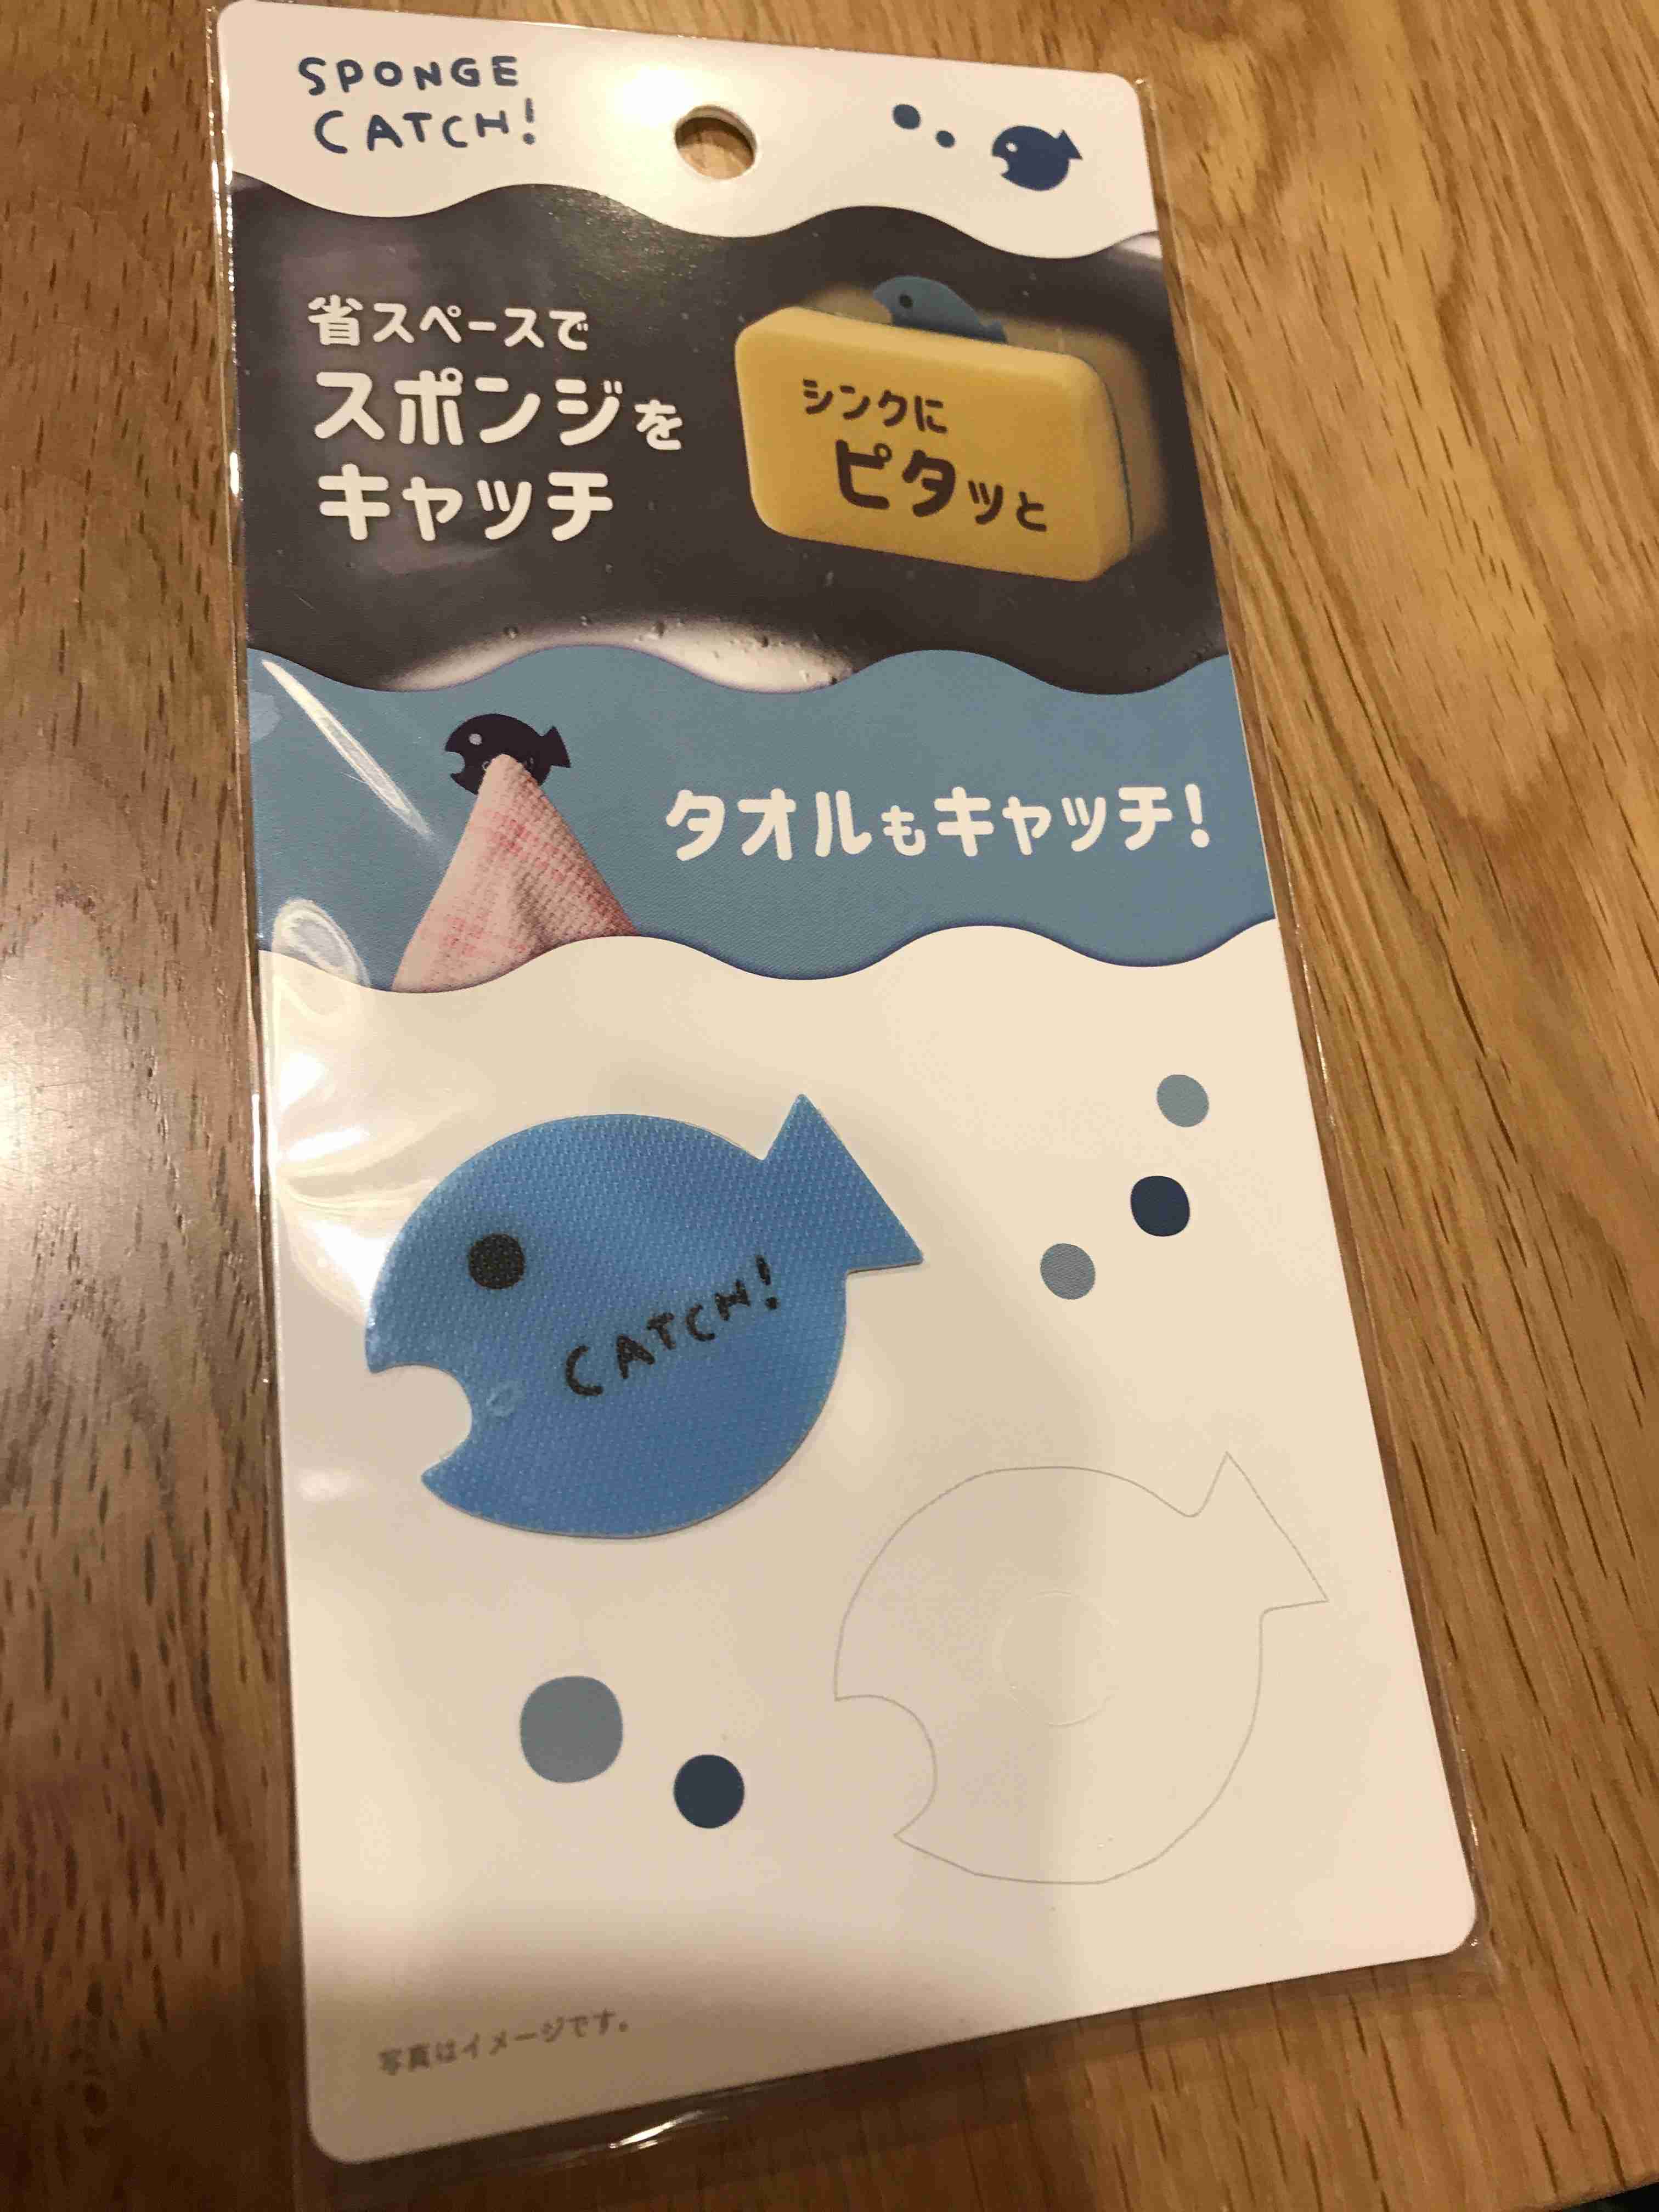 SPONGE
CATCH!
省スペースで
スポンジを
キャッチ
シンクに
ピタッと
タオルもキャッチ!
CATCH!
写真はイメージです。